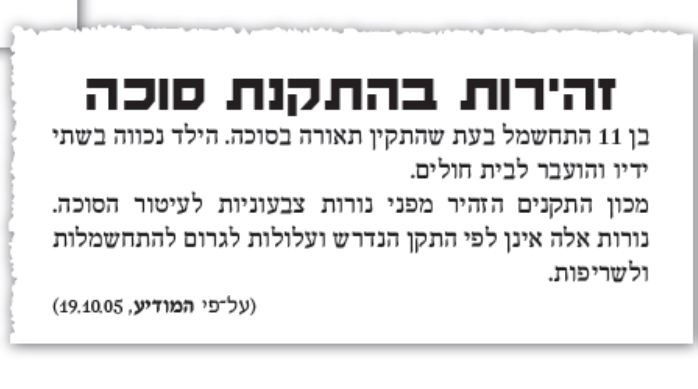 זהירות בהתקנת סוכה
בן 11 התחשמל בעת שהתקין תאורה בסוכה. הילד נכווה בשתי
ידיו והועבר לבית חולים.
מכון התקנים הזהיר מפני נורות צבעוניות לעיטור הסוכה.
נורות אלה אינן לפי התקן הנדרש ועלולות לגרום להתחשמלות
ולשריפות.
(על־פי המודיע, 19.10.05)